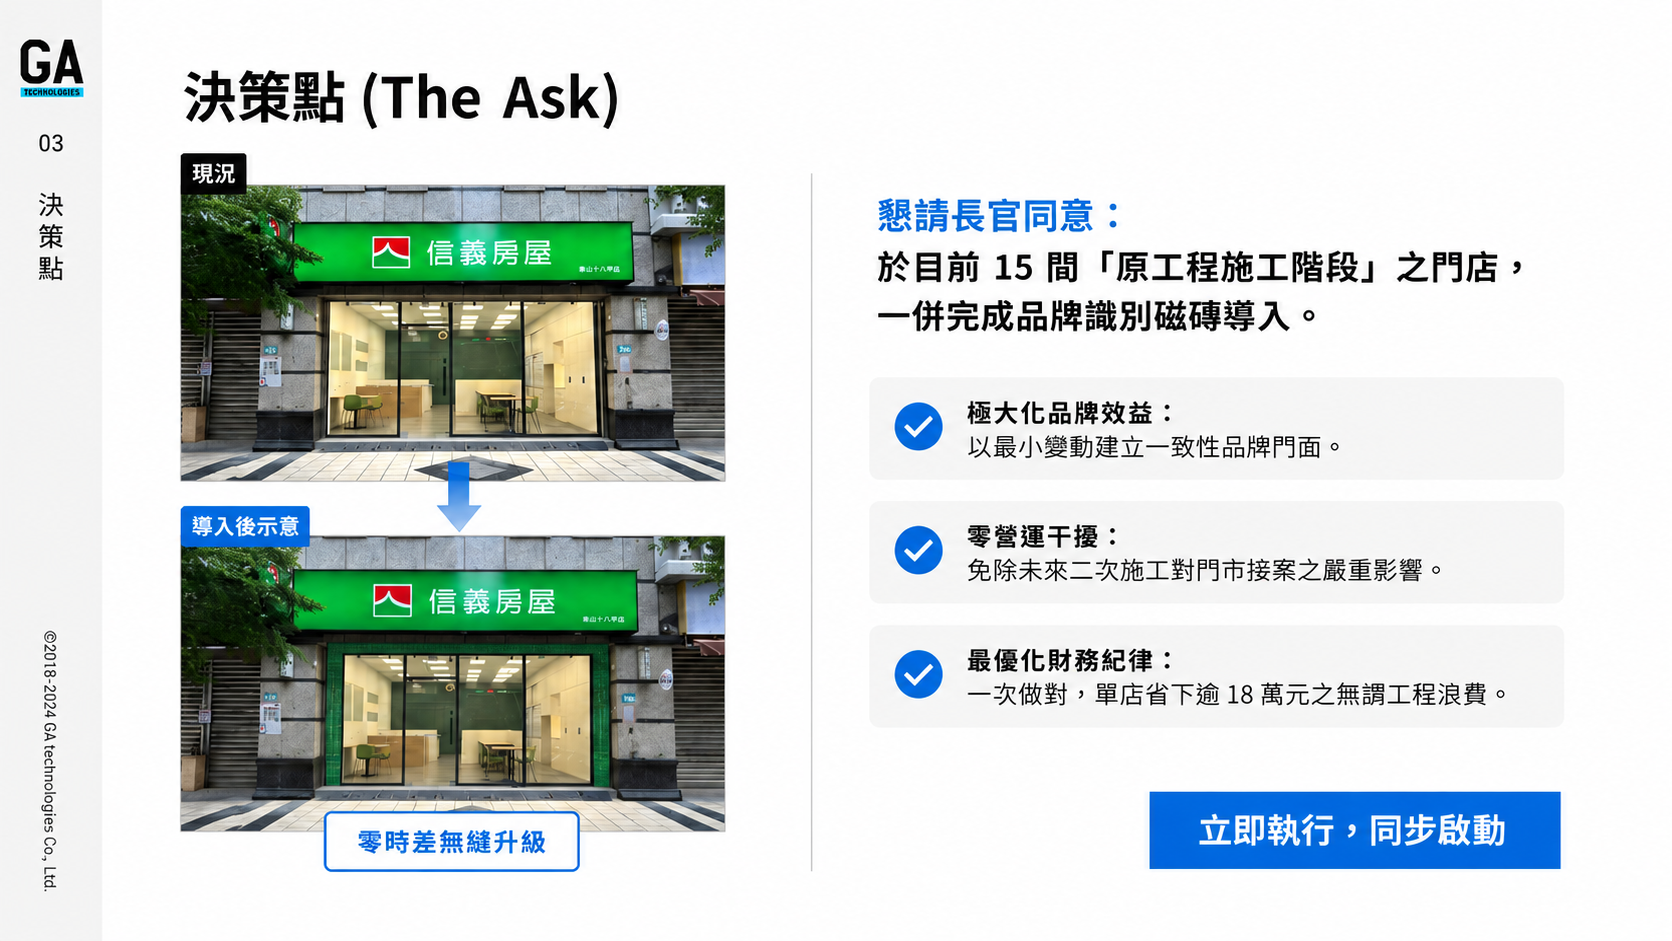 GA
TECHNOLOGIES
03
決策點
©2018-2024 GA technologies Co., Ltd.
決策點 (The Ask)
現況
信義房屋
導入後示意
信義房屋
零時差無縫升級
懇請長官同意：
於目前 15 間「原工程施工階段」之門店，
一併完成品牌識別磁磚導入。
極大化品牌效益：
以最小變動建立一致性品牌門面。
零營運干擾：
免除未來二次施工對門市接案之嚴重影響。
最優化財務紀律：
一次做對，單店省下逾 18 萬元之無謂工程浪費。
立即執行，同步啟動